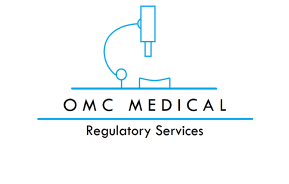 OMC MEDICAL
Regulatory Services